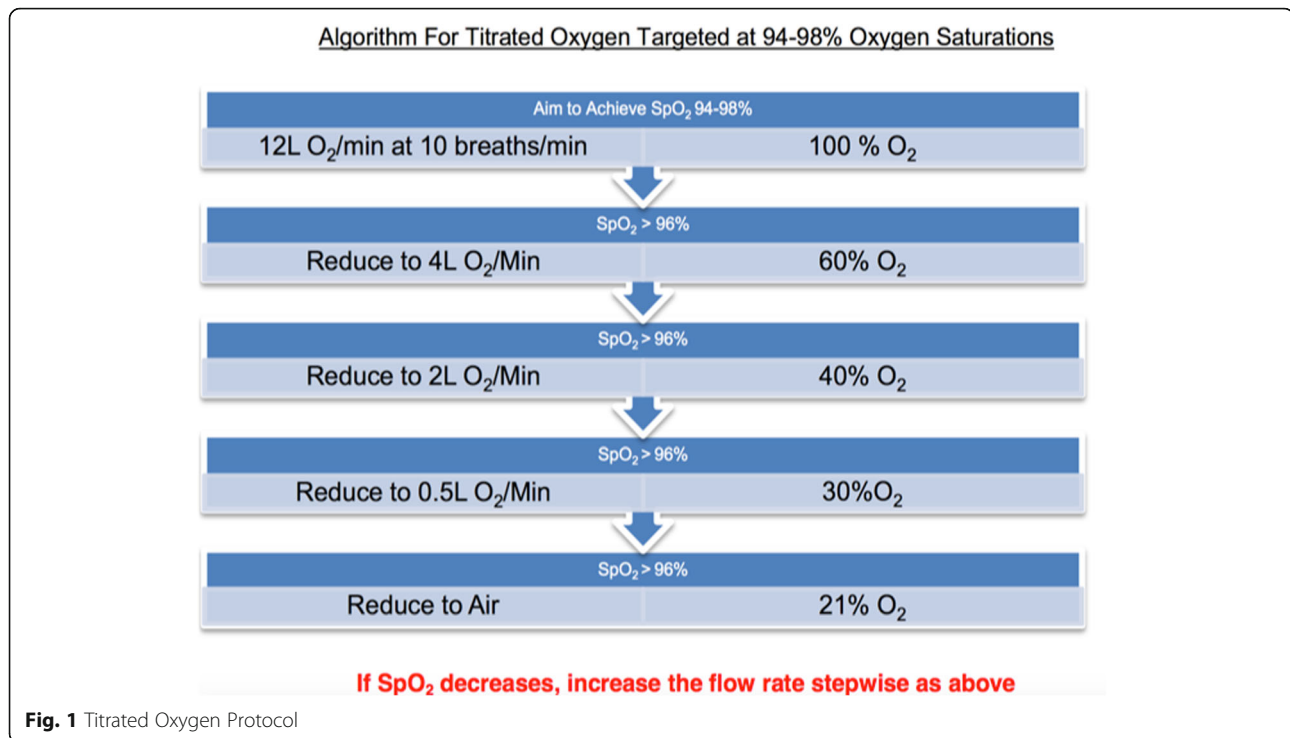 Algorithm For Titrated Oxygen Targeted at 94-98% Oxygen Saturations
Aim to Achieve SpO₂ 94-98%
12L O₂/min at 10 breaths/min 100 % O₂
SpO₂ > 96%
Reduce to 4L O₂/Min 60% O₂
SpO₂ > 96%
Reduce to 2L O₂/Min 40% O₂
SpO₂ > 96%
Reduce to 0.5L O₂/Min 30%O₂
SpO₂ > 96%
Reduce to Air 21% O₂
If SpO₂ decreases, increase the flow rate stepwise as above
Fig. 1 Titrated Oxygen Protocol